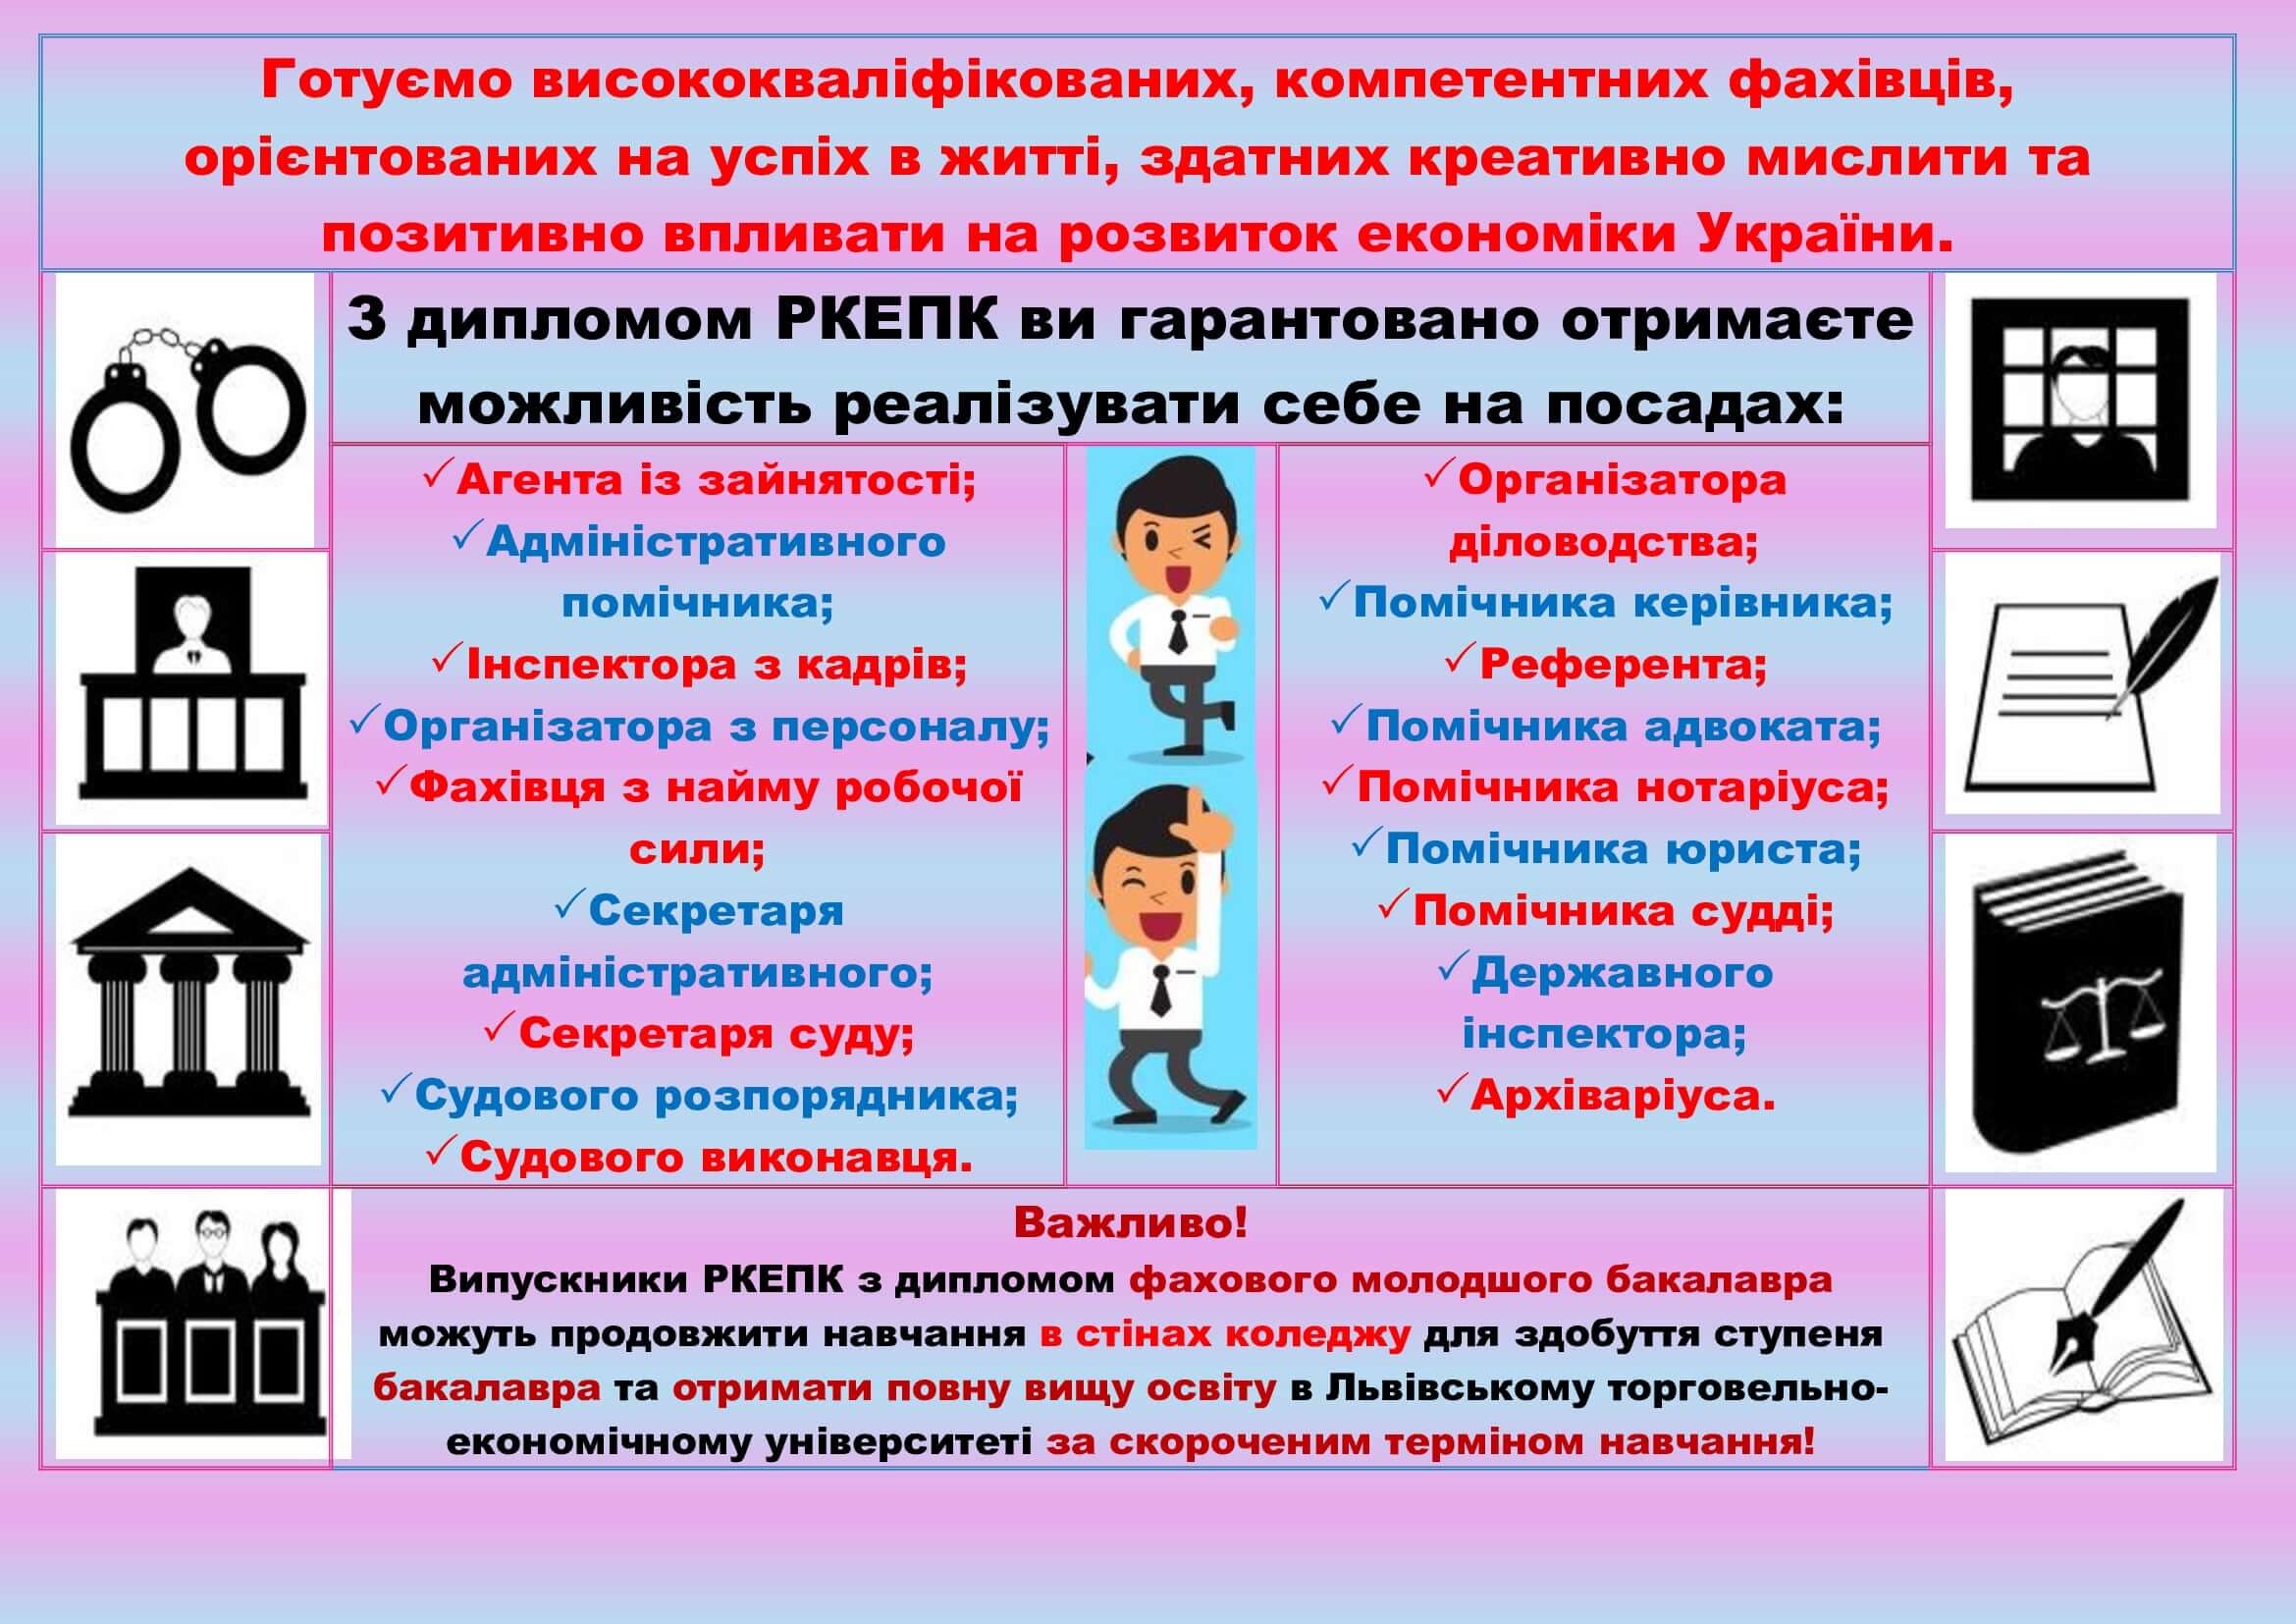 Готуємо висококваліфікованих, компетентних фахівців,
орієнтованих на успіх в житті, здатних креативно мислити та
позитивно впливати на розвиток економіки України.
З дипломом РКЕПК ви гарантовано отримаєте
можливість реалізувати себе на посадах:
✓Агента із зайнятості;
✓Адміністративного
помічника;
✓Інспектора з кадрів;
✓Організатора з персоналу;
✓Фахівця з найму робочої
сили;
✓Секретаря
адміністративного;
✓Секретаря суду;
✓Судового розпорядника;
✓Судового виконавця.
✓Організатора
діловодства;
✓Помічника керівника;
✓Референта;
✓Помічника адвоката;
✓Помічника нотаріуса;
✓Помічника юриста;
✓Помічника судді;
✓Державного
інспектора;
✓Архіваріуса.
Важливо!
Випускники РКЕПК з дипломом фахового молодшого бакалавра
можуть продовжити навчання в стінах коледжу для здобуття ступеня
бакалавра та отримати повну вищу освіту в Львівському торговельно-
економічному університеті за скороченим терміном навчання!